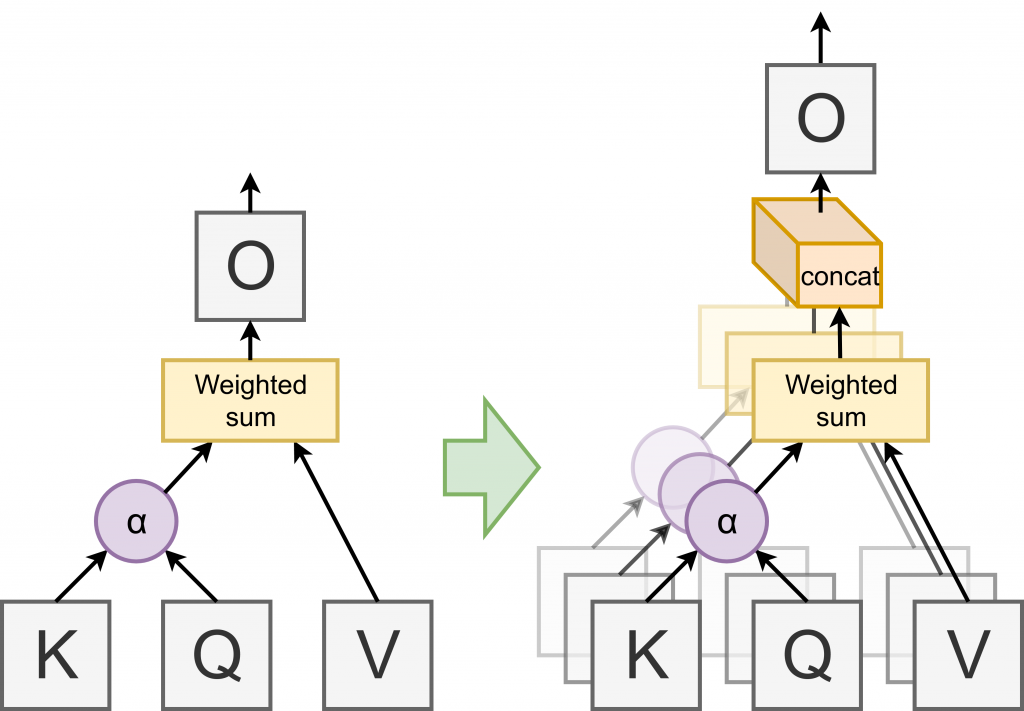 O
Weighted
sum
α
K Q V
O
concat
Weighted
sum
α
K Q V